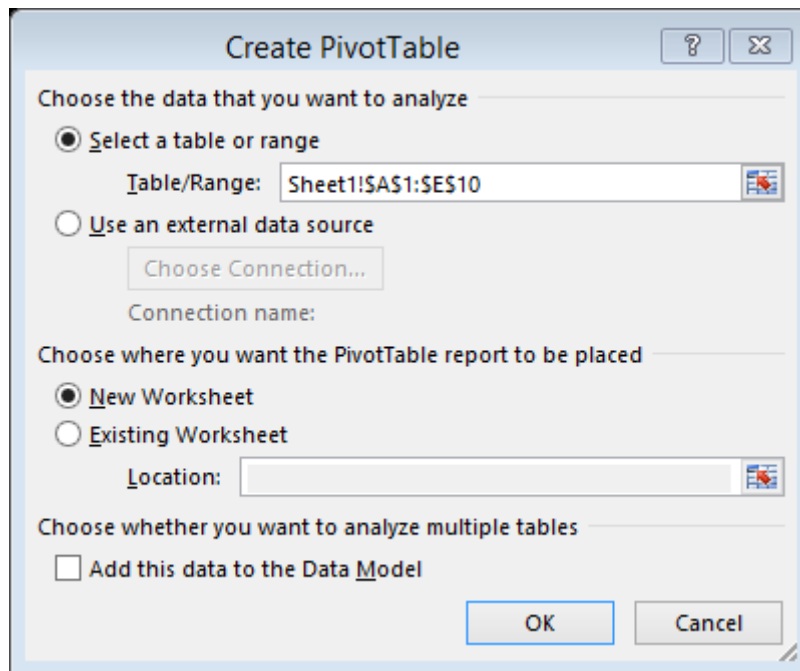 Create PivotTable
?
Choose the data that you want to analyze
Select a table or range
Table/Range: Sheet1!$A$1:$E$10
Use an external data source
Choose Connection...
Connection name:
Choose where you want the PivotTable report to be placed
New Worksheet
Existing Worksheet
Location:
Choose whether you want to analyze multiple tables
Add this data to the Data Model
OK Cancel